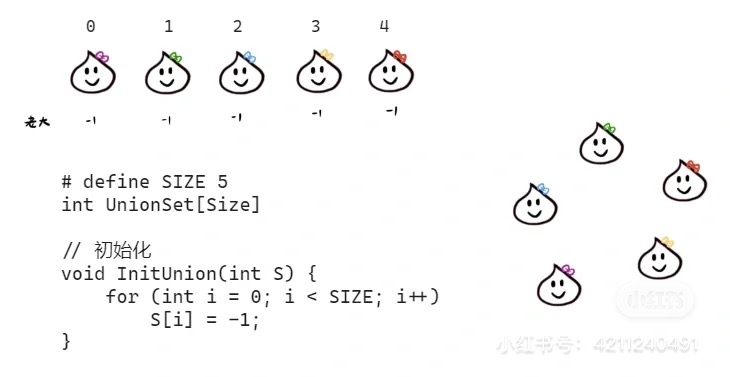 0 1 2 3 4
老大 -1 -1 -1 -1 -1
# define SIZE 5
int UnionSet[Size]
// 初始化
void InitUnion(int S) {
for (int i = 0; i < SIZE; i++)
S[i] = -1;
}
小红书
小红书号: 4211240491